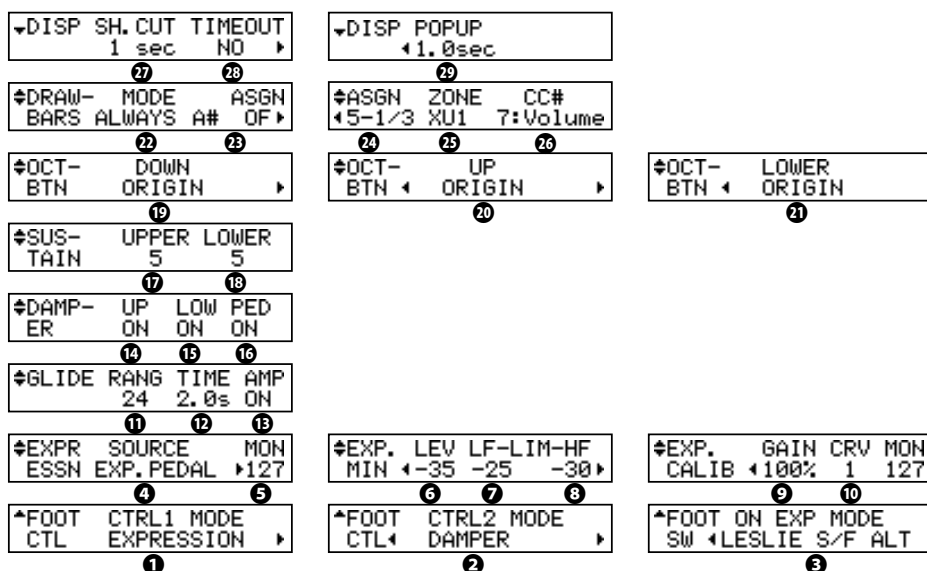 DISP SH.CUT TIMEOUT
1 sec NO
27 28
DISP POPUP
1.0sec
29
DRAW- MODE ASGN
BARS ALWAYS A# OF
22 23
ASGN ZONE CC#
5-1/3 XU1 7:Volume
24 25 26
OCT- DOWN
BTN ORIGIN
19
OCT- UP
BTN ORIGIN
20
OCT- LOWER
BTN ORIGIN
21
SUS- UPPER LOWER
TAIN 5 5
17 18
DAMP- UP LOW PED
ER ON ON ON
14 15 16
GLIDE RANG TIME AMP
24 2.0s ON
11 12 13
EXPR SOURCE MON
ESSN EXP.PEDAL 127
4 5
EXP. LEV LF-LIM-HF
MIN -35 -25 -30
6 7 8
EXP. GAIN CRV MON
CALIB 100% 1 127
9 10
FOOT CTRL1 MODE
CTL EXPRESSION
1
FOOT CTRL2 MODE
CTL DAMPER
2
FOOT ON EXP MODE
SW LESLIE S/F ALT
3